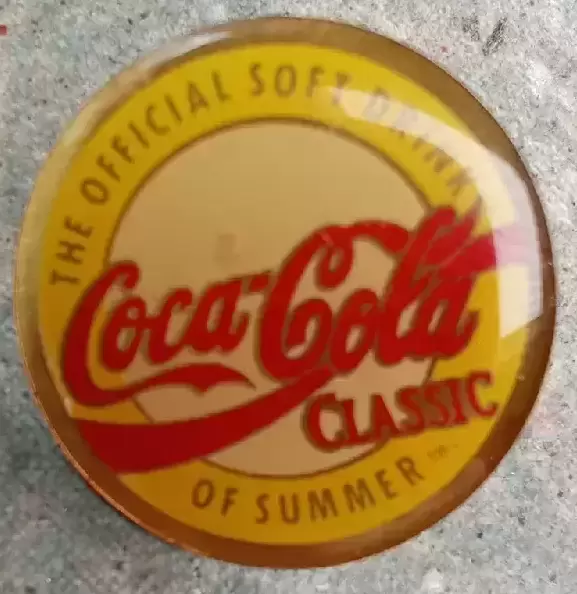 THE OFFICIAL SOFT DRINK
Coca-Cola
CLASSIC
OF SUMMER